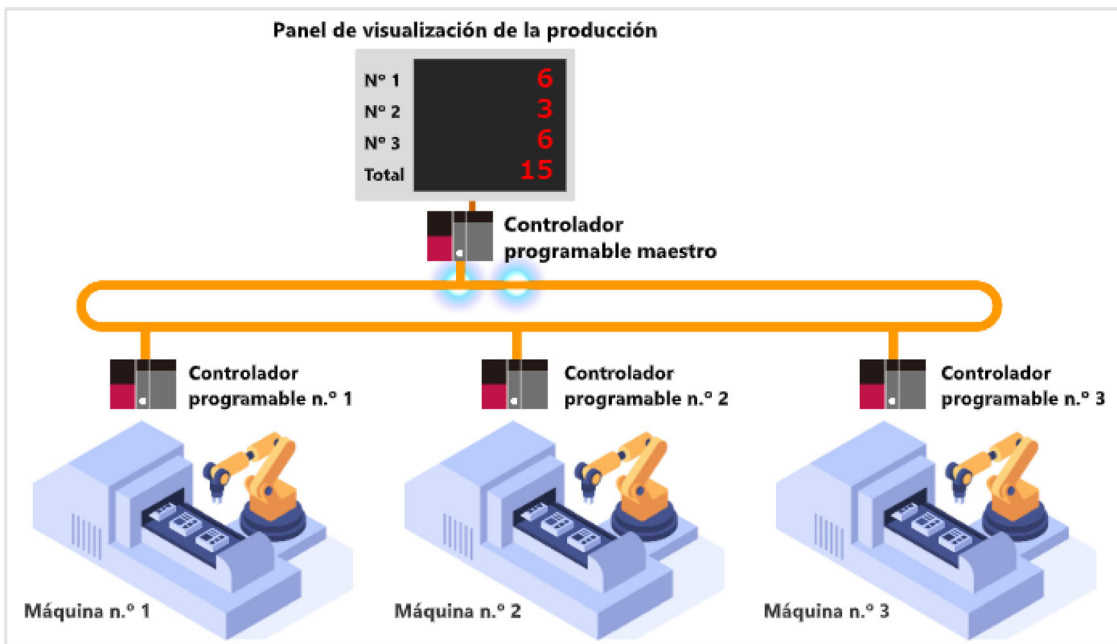 Panel de visualización de la producción
Nº 1 6
Nº 2 3
Nº 3 6
Total 15
Controlador
programable maestro
Controlador
programable n.º 1
Controlador
programable n.º 2
Controlador
programable n.º 3
Máquina n.º 1
Máquina n.º 2
Máquina n.º 3